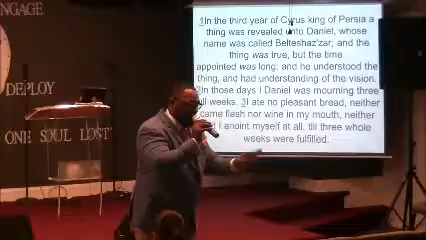 ENGAGE
DEPLOY
ONE SOUL LOST
1In the third year of Cyrus king of Persia a
thing was revealed unto Daniel, whose
name was called Belteshaz'zar; and the
thing was true, but the time
appointed was long; and he understood the
thing, and had understanding of the vision.
2In those days I Daniel was mourning three
full weeks. 3I ate no pleasant bread, neither
came flesh nor wine in my mouth, neither
I anoint myself at all, till three whole
weeks were fulfilled.